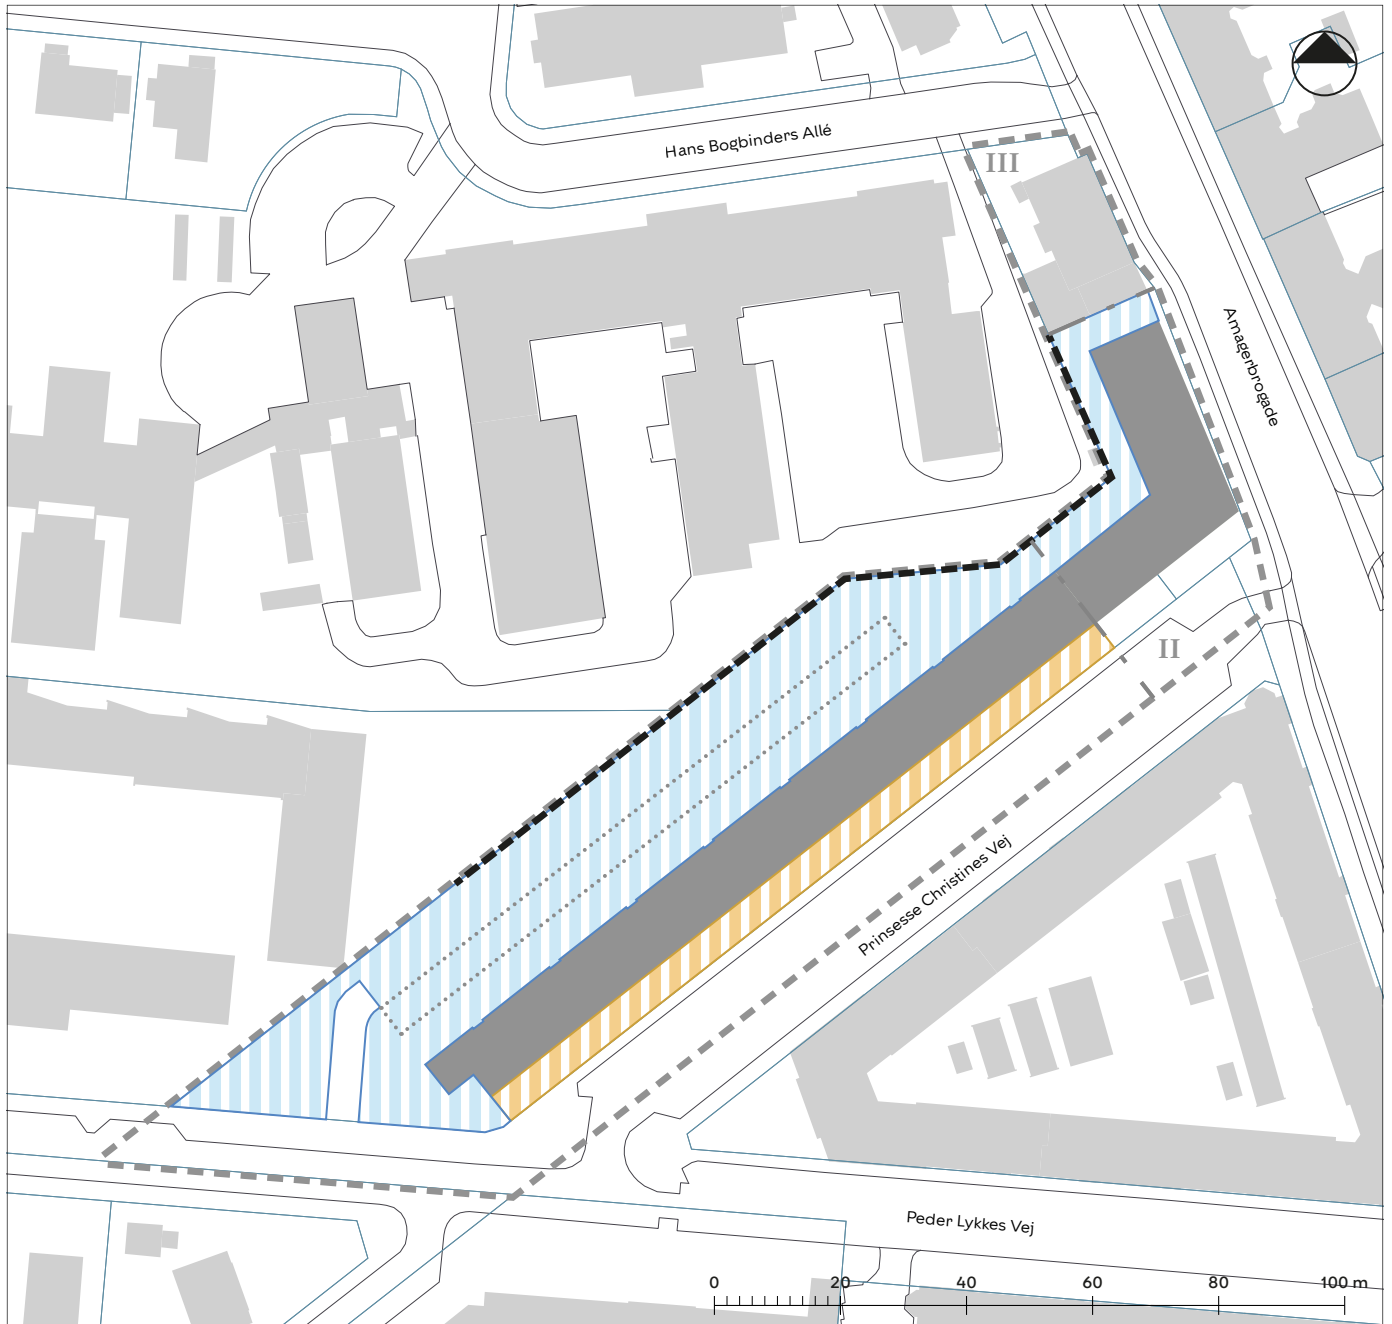 Hans Bogbinders Allé
III
Amagerbrogade
II
Prinsesse Christines Vej
Peder Lykkes Vej
0 20 40 60 80 100 m